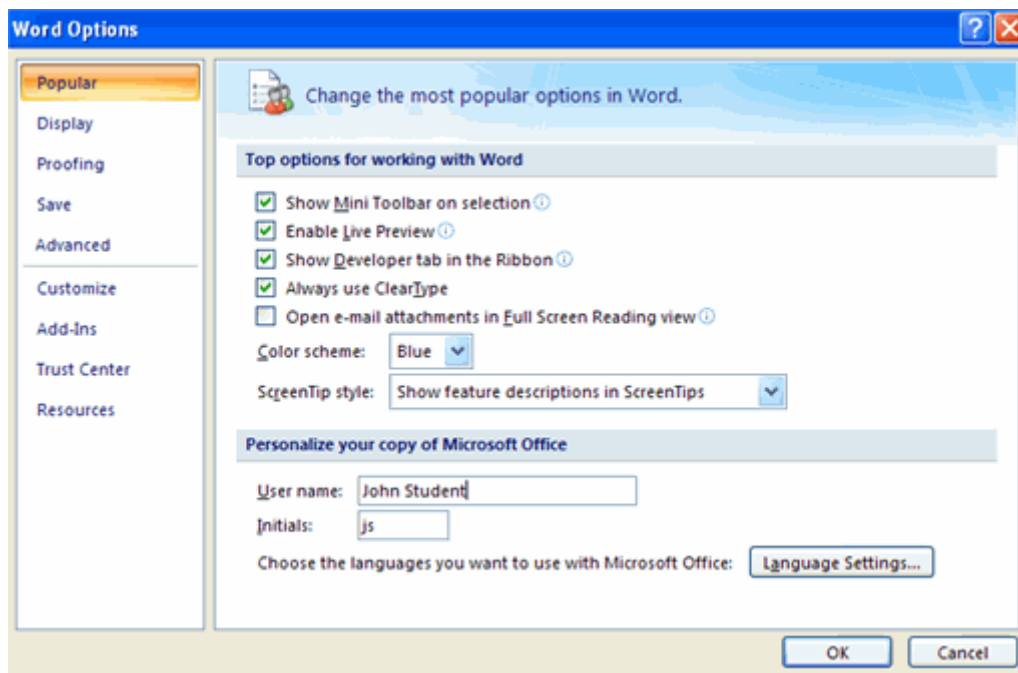 Word Options
Popular
Display
Proofing
Save
Advanced
Customize
Add-Ins
Trust Center
Resources
Change the most popular options in Word.
Top options for working with Word
Show Mini Toolbar on selection
Enable Live Preview
Show Developer tab in the Ribbon
Always use ClearType
Open e-mail attachments in Full Screen Reading view
Color scheme: Blue
ScreenTip style: Show feature descriptions in ScreenTips
Personalize your copy of Microsoft Office
User name: John Student
Initials: js
Choose the languages you want to use with Microsoft Office: Language Settings...
OK Cancel